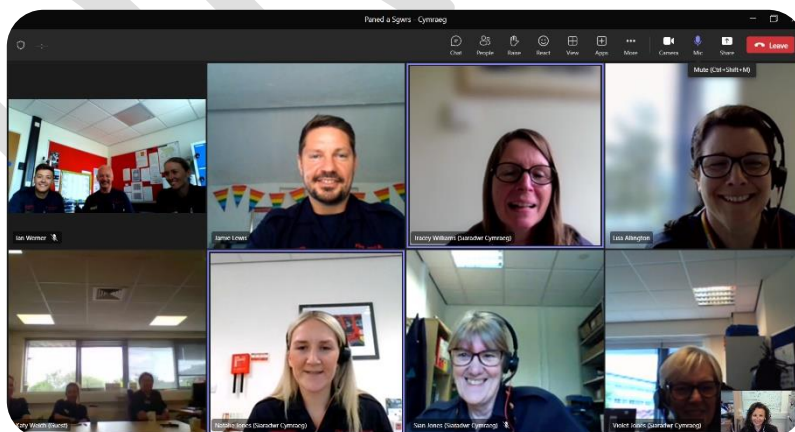 Paned a Sgwrs - Cymraeg
Chat People Raise React View Apps More Camera Mic Share Leave
Mute (Ctrl+Shift+M)
Ian Werner
Jamie Lewis
Tracey Williams (Siaradwr Cymraeg)
Lisa Allington
Katy Welch (Guest)
Natalie Jones (Siaradwr Cymraeg)
Sian Jones (Siaradwr Cymraeg)
Violet Jones (Siaradwr Cymraeg)